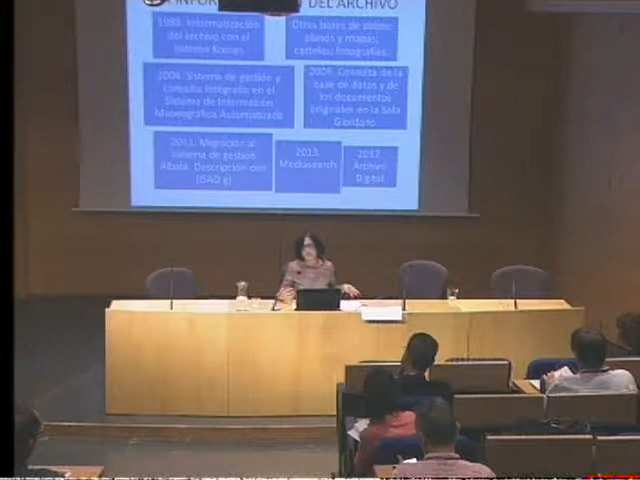 DEL ARCHIVO
1998. Informatización
del archivo con el
sistema
Otras bases de datos:
planos y mapas;
carteles; fotografías...
2004. Sistema de gestión y
consulta integrado en el
Sistema de Información
Museográfica Automatizado
2009. Consulta de la
base de datos y de
los documentos
originales en la Sala
Giordano
2011. Migración al
sistema de gestión
Albalá. Descripción con
ISAD(g)
2013.
Mediasearch
2017.
Archivo
Digital